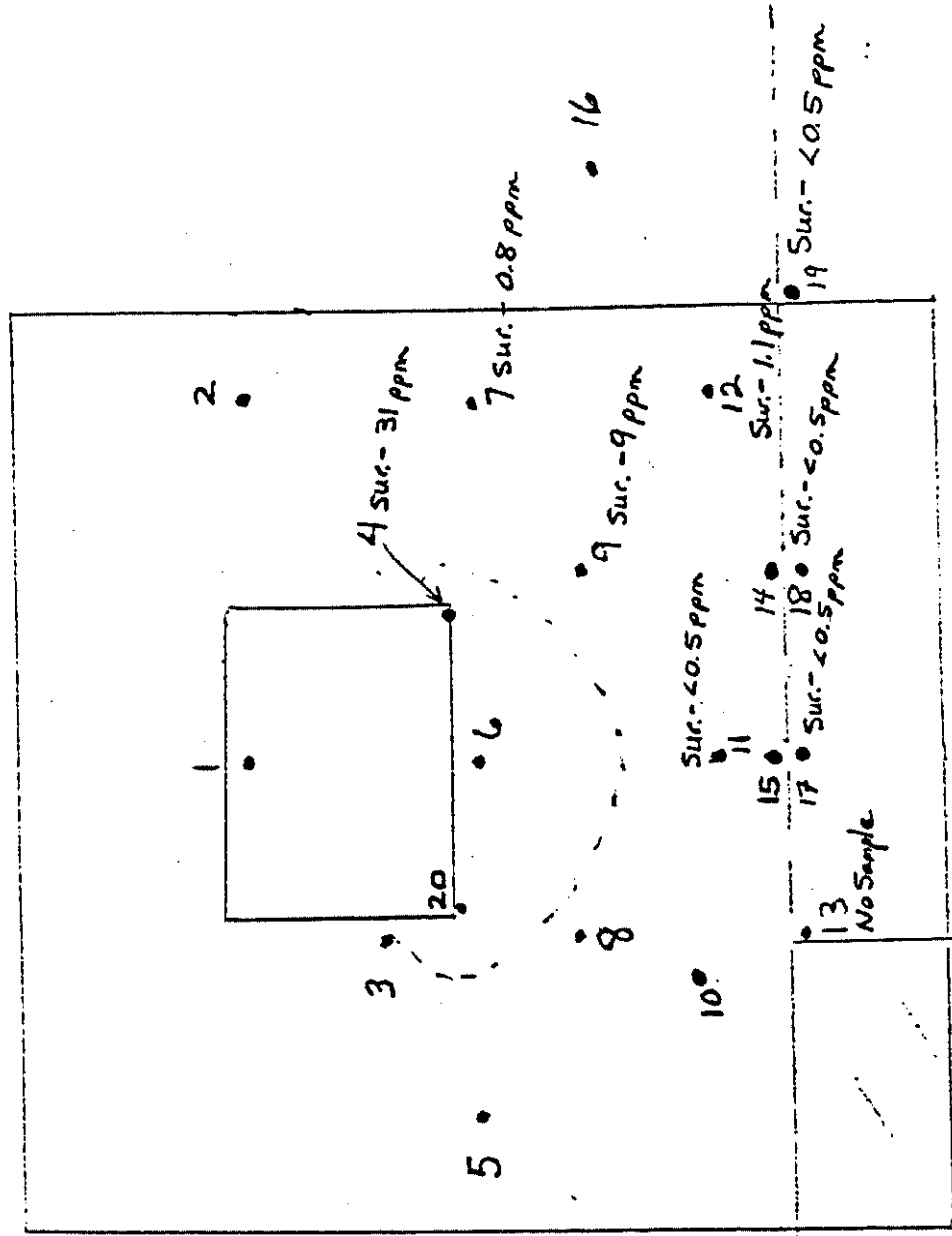 1
2
3
20
4 Sur.- 31 ppm
5
6
7 Sur. - 0.8 ppm
8
9 Sur. -9 ppm
16
10
Sur.- <0.5 ppm
11
12
Sur.- 1.1 ppm
15
14
17
18 Sur.- <0.5 ppm
Sur.- <0.5 ppm
19 Sur.- <0.5 ppm
13
No Sample